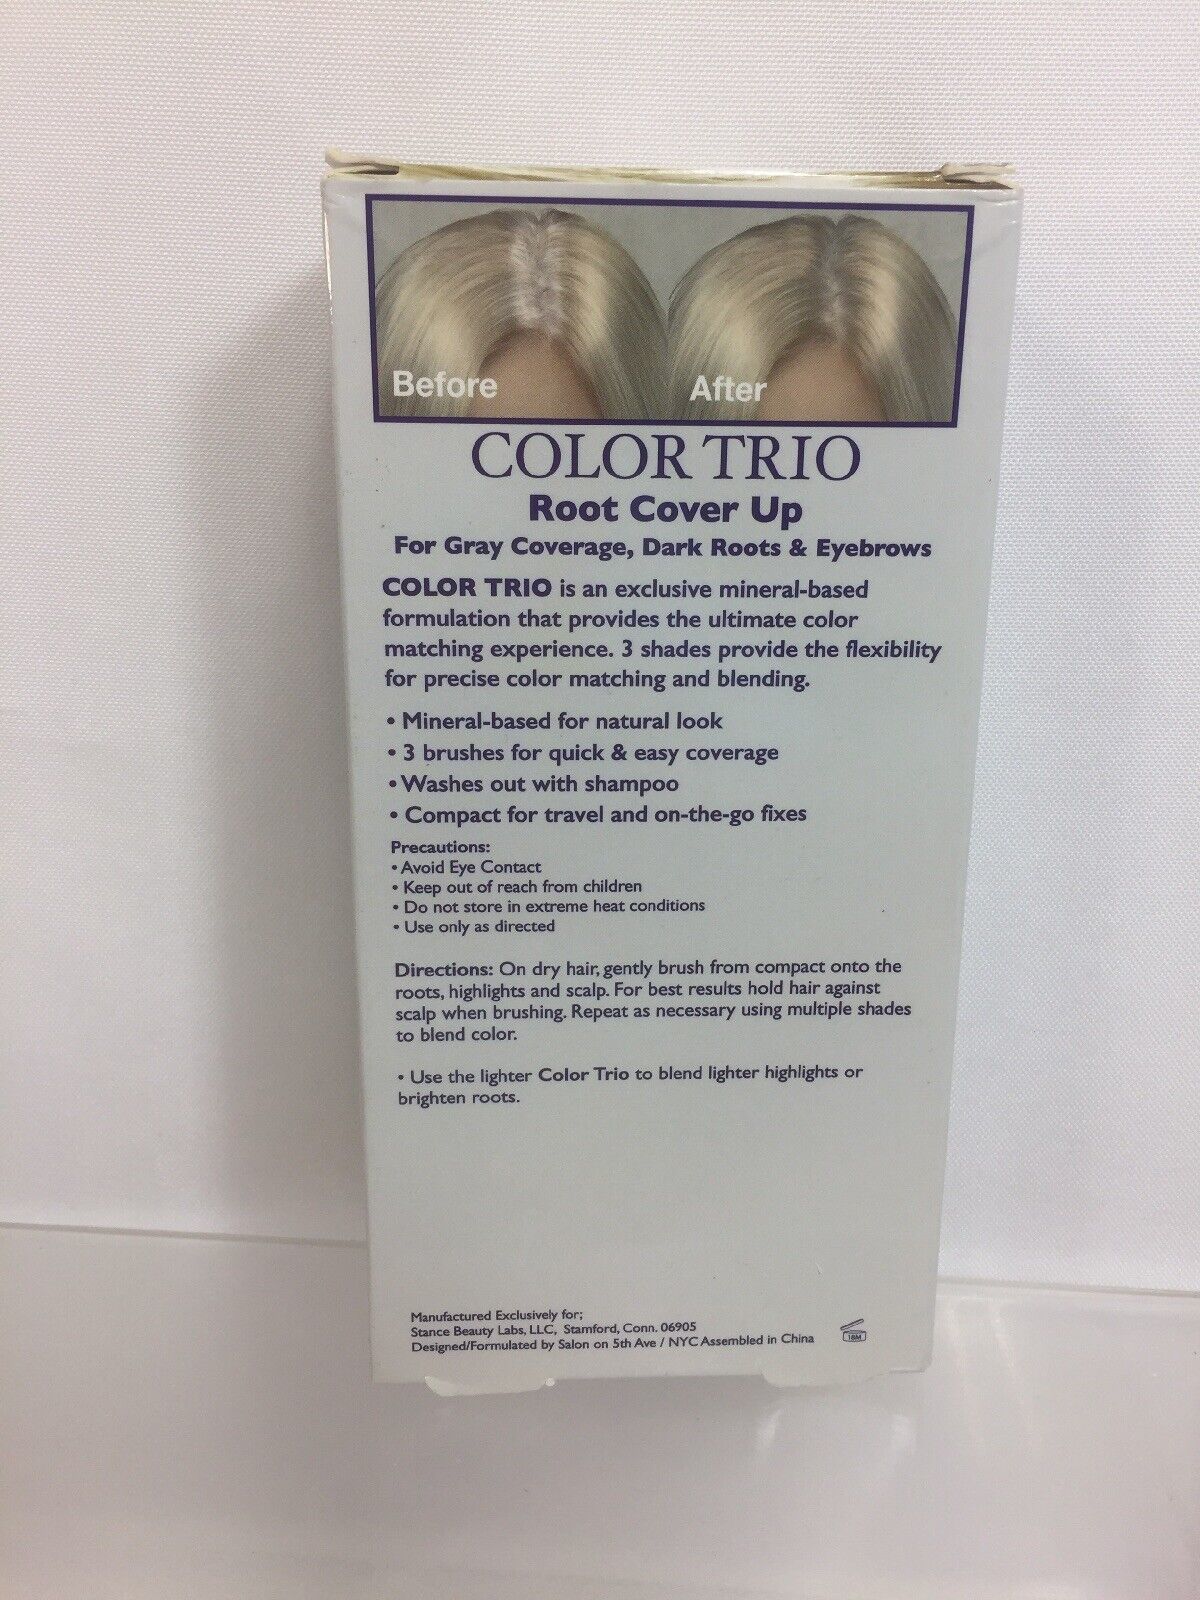 Before After
COLOR TRIO
Root Cover Up
For Gray Coverage, Dark Roots & Eyebrows
COLOR TRIO is an exclusive mineral-based
formulation that provides the ultimate color
matching experience. 3 shades provide the flexibility
for precise color matching and blending.
• Mineral-based for natural look
• 3 brushes for quick & easy coverage
• Washes out with shampoo
• Compact for travel and on-the-go fixes
Precautions:
• Avoid Eye Contact
• Keep out of reach from children
• Do not store in extreme heat conditions
• Use only as directed
Directions: On dry hair, gently brush from compact onto the
roots, highlights and scalp. For best results hold hair against
scalp when brushing. Repeat as necessary using multiple shades
to blend color.
• Use the lighter Color Trio to blend lighter highlights or
brighten roots.
Manufactured Exclusively for;
Stance Beauty Labs, LLC, Stamford, Conn. 06905
Designed/Formulated by Salon on 5th Ave / NYC Assembled in China
18M